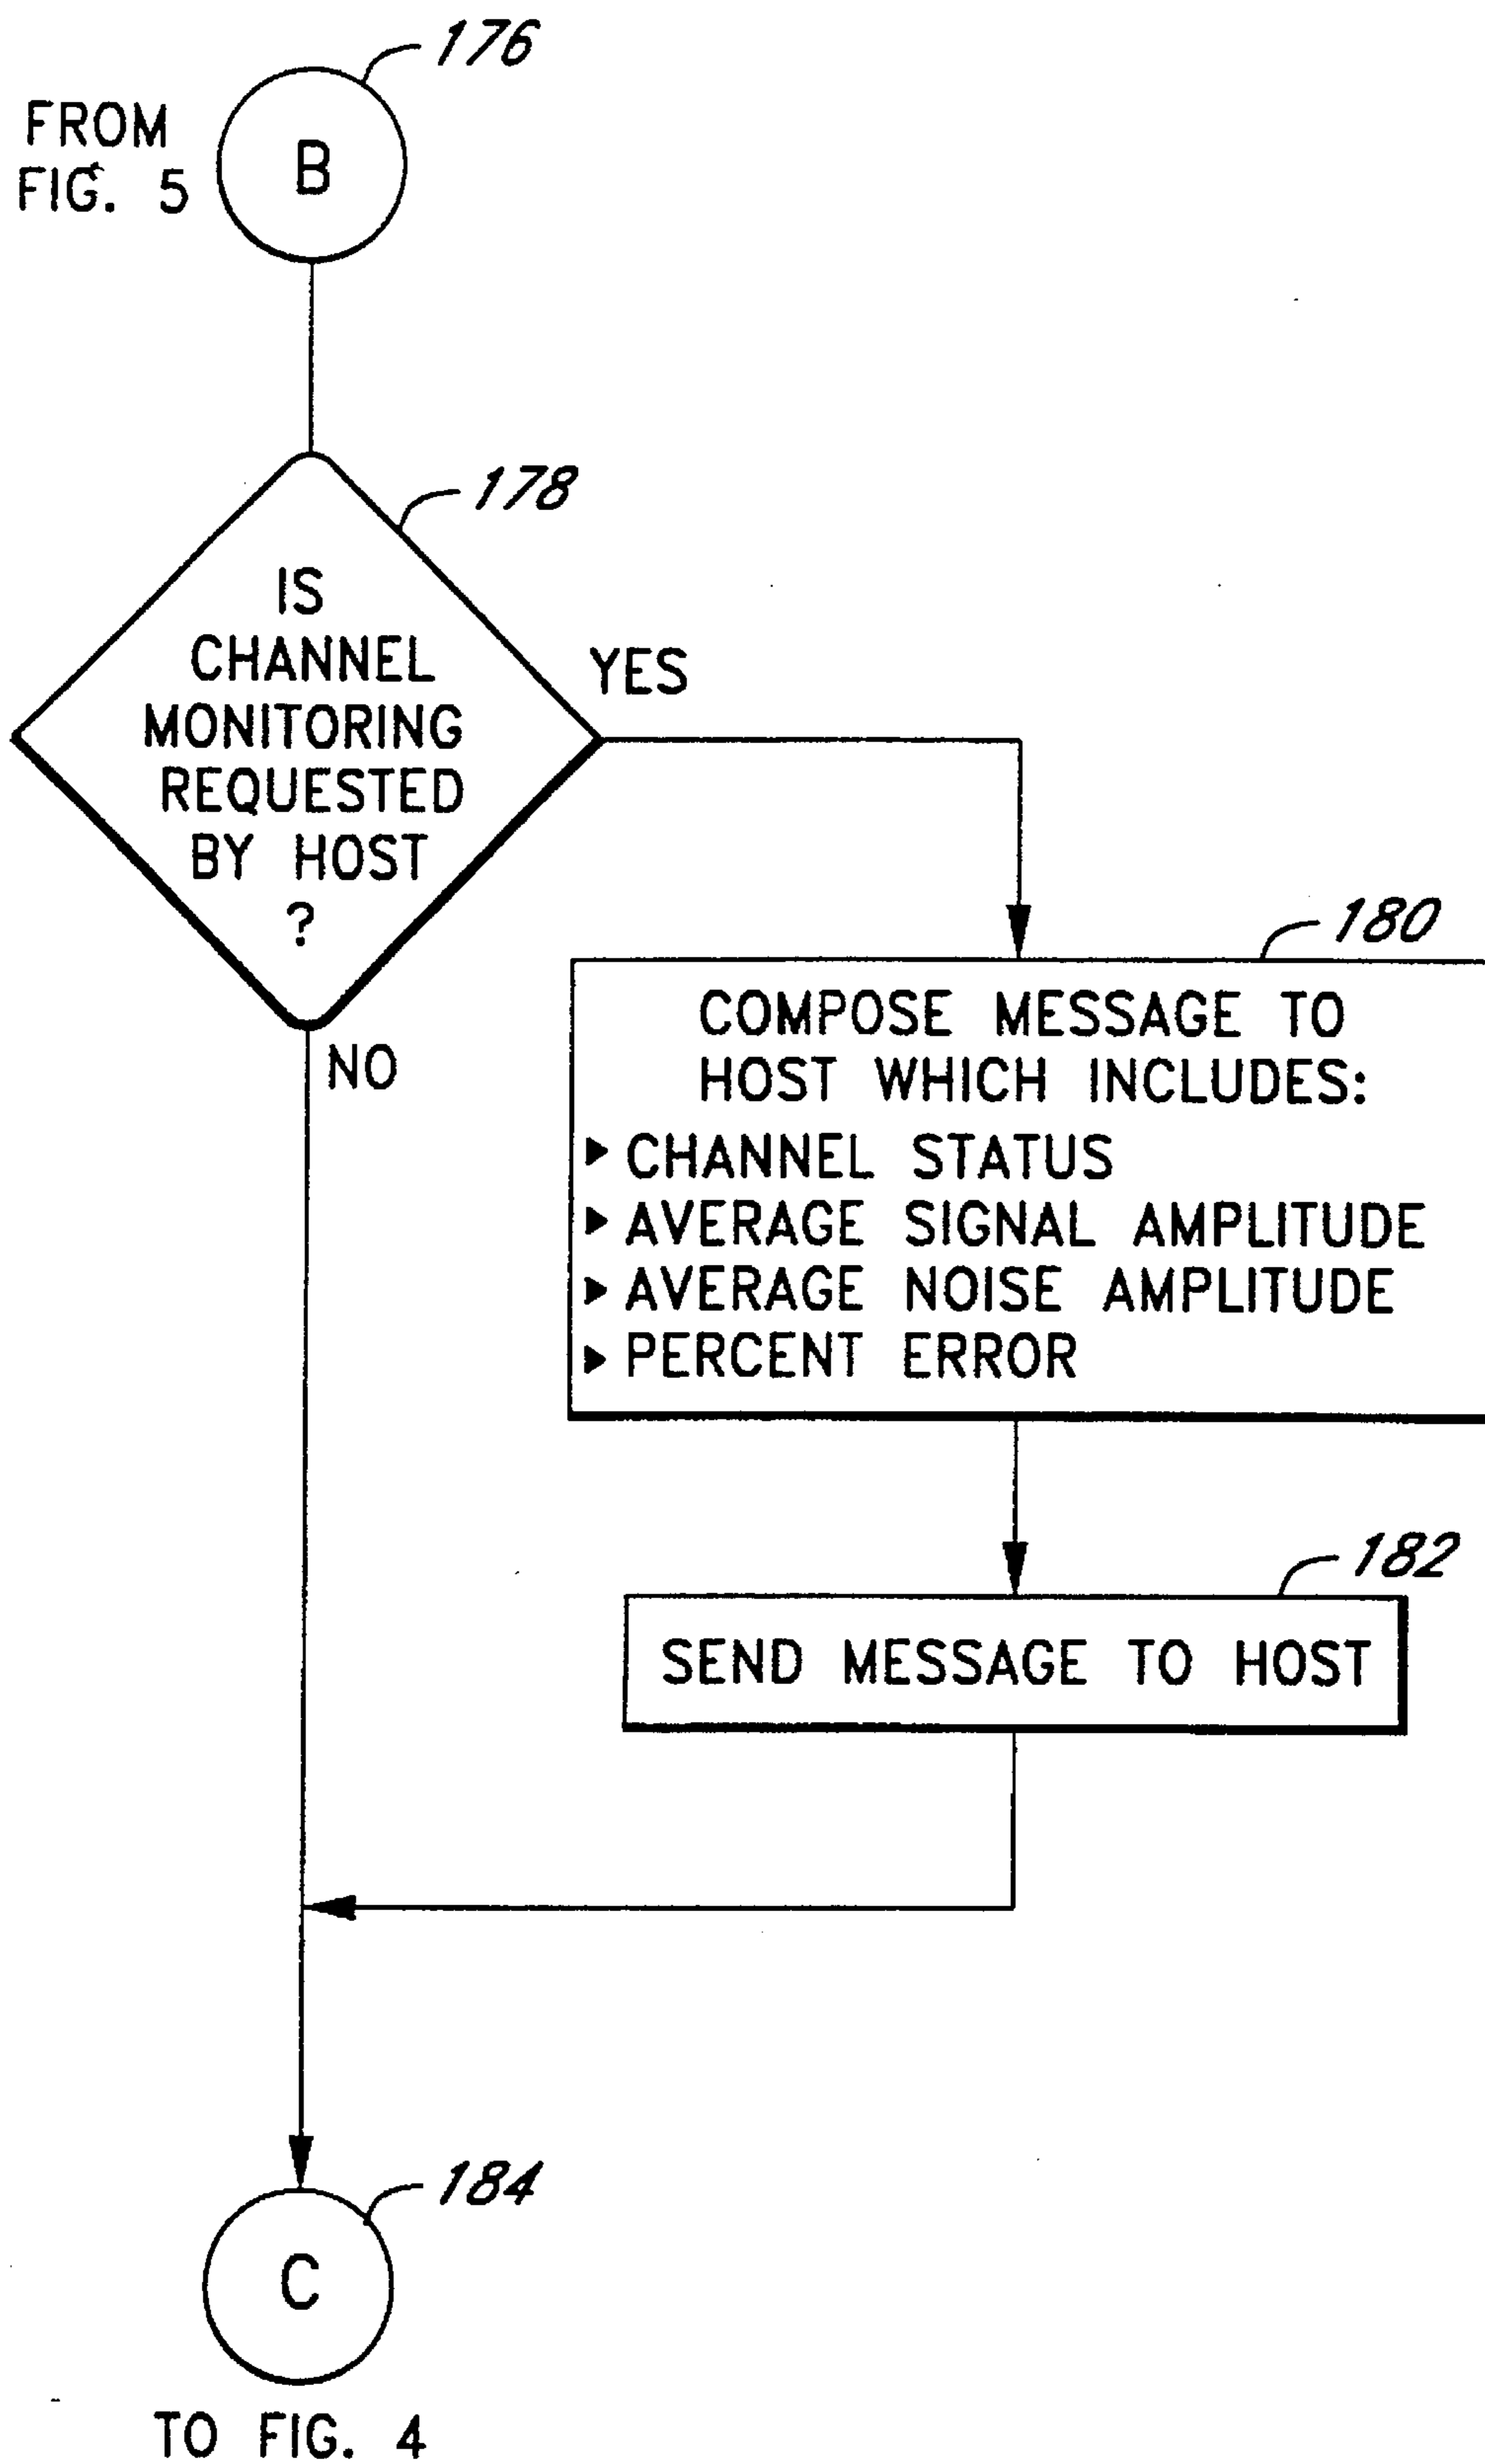 176
FROM
FIG. 5
B
178
IS
CHANNEL
MONITORING
REQUESTED
BY HOST
?
YES
NO
180
COMPOSE MESSAGE TO
HOST WHICH INCLUDES:
▶ CHANNEL STATUS
▶ AVERAGE SIGNAL AMPLITUDE
▶ AVERAGE NOISE AMPLITUDE
▶ PERCENT ERROR
182
SEND MESSAGE TO HOST
184
C
TO FIG. 4